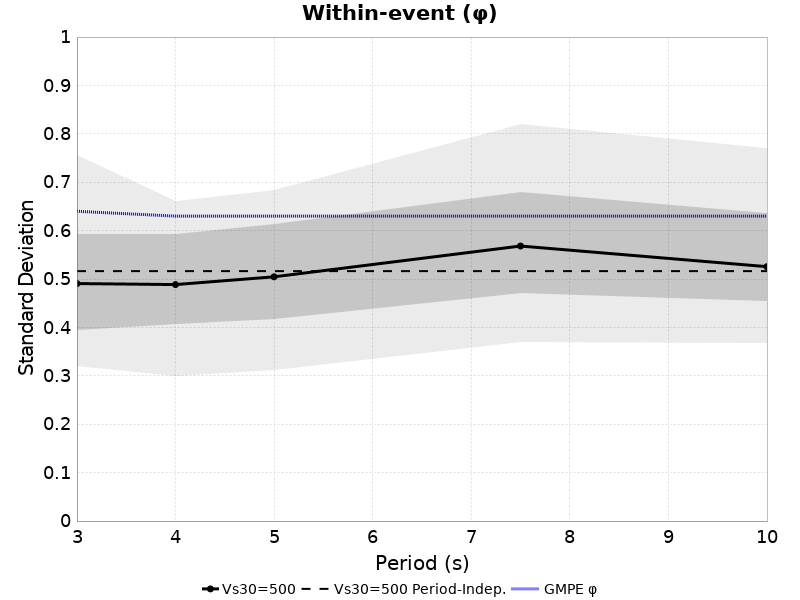 Within-event (φ)
1
0.9
0.8
0.7
0.6
0.5
0.4
0.3
0.2
0.1
0
Standard Deviation
3 4 5 6 7 8 9 10
Period (s)
Vs30=500 Vs30=500 Period-Indep. GMPE φ